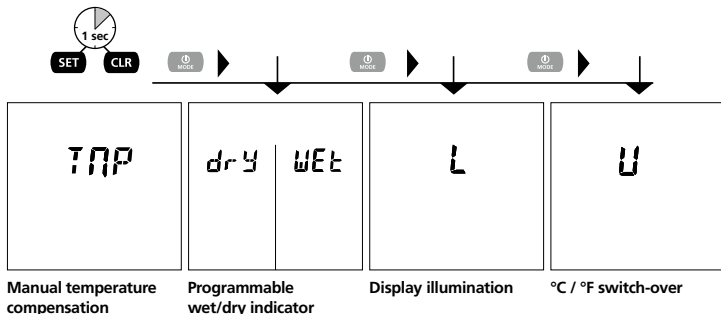 1 sec
SET CLR
MODE MODE MODE
TMP
dry WEt
L
U
Manual temperature
compensation
Programmable
wet/dry indicator
Display illumination
°C / °F switch-over